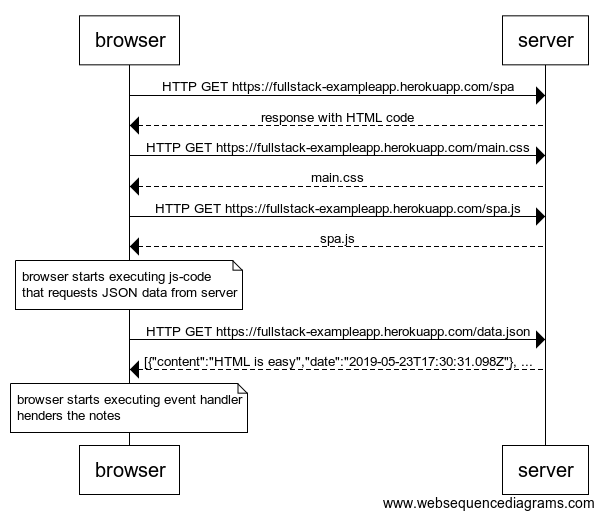 browser
server
HTTP GET https://fullstack-exampleapp.herokuapp.com/spa
response with HTML code
HTTP GET https://fullstack-exampleapp.herokuapp.com/main.css
main.css
HTTP GET https://fullstack-exampleapp.herokuapp.com/spa.js
spa.js
browser starts executing js-code
that requests JSON data from server
HTTP GET https://fullstack-exampleapp.herokuapp.com/data.json
[{"content":"HTML is easy","date":"2019-05-23T17:30:31.098Z"}, ...
browser starts executing event handler
henders the notes
browser
server
www.websequencediagrams.com